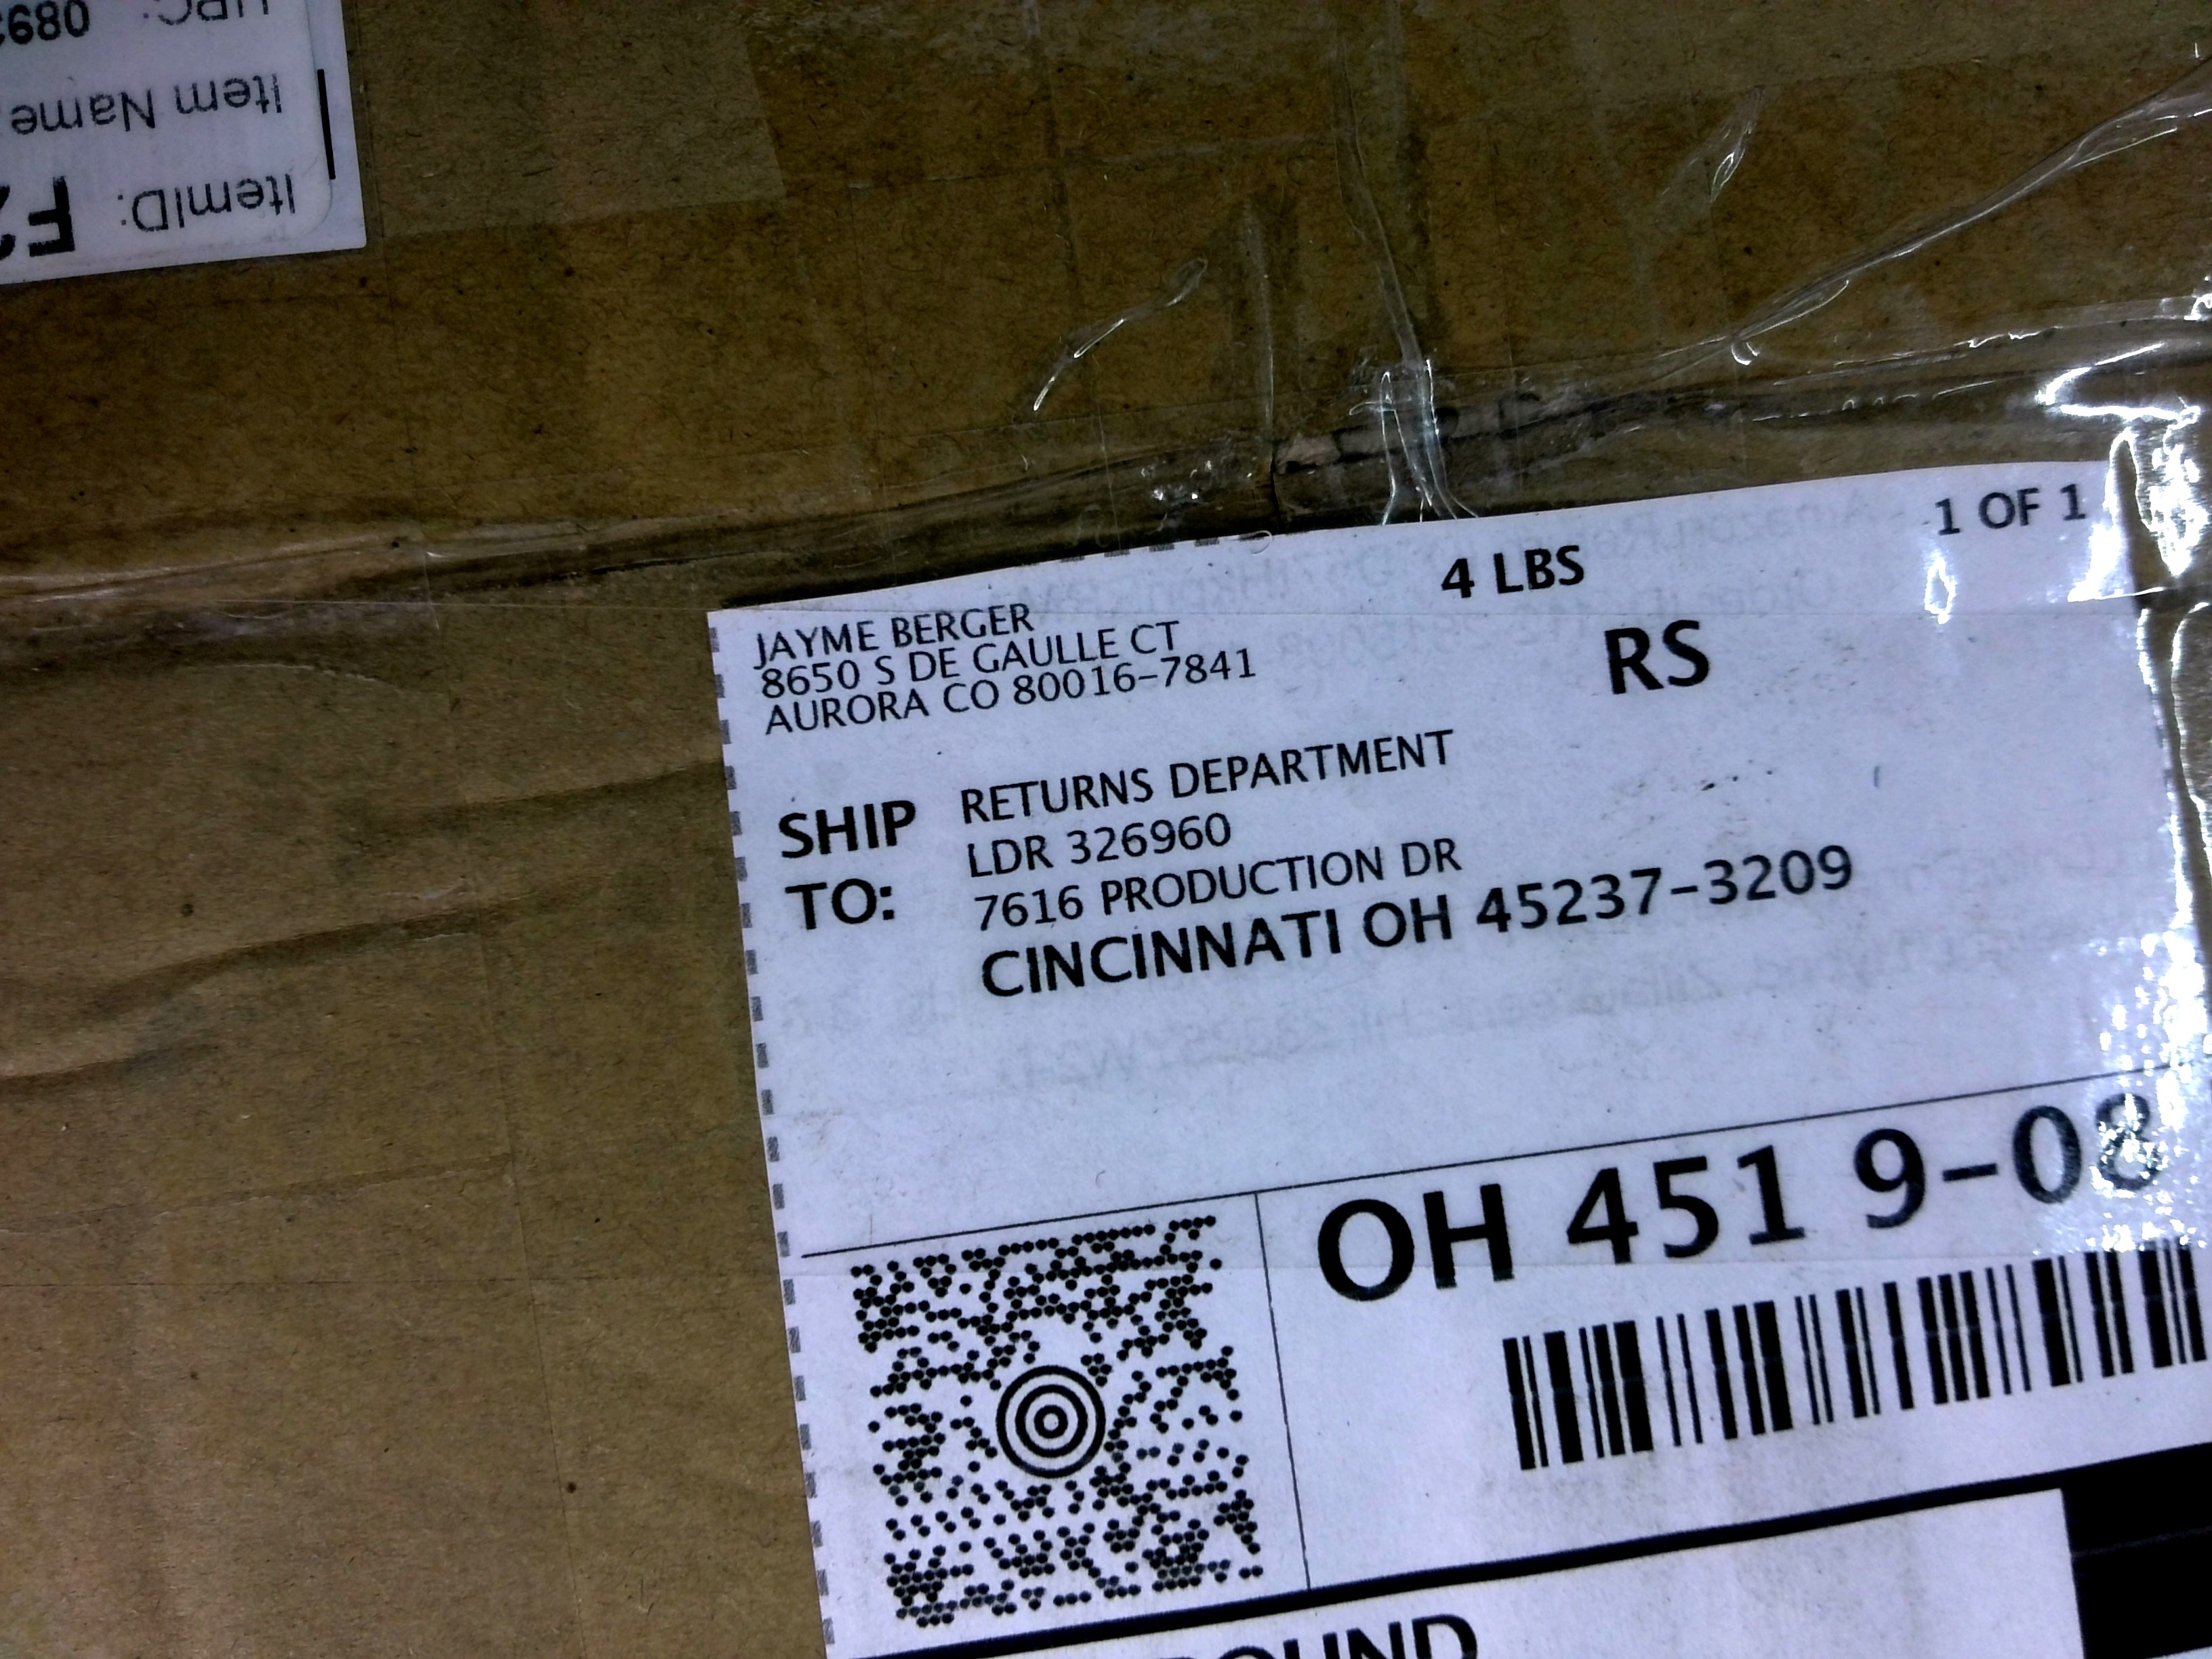 UPC: 089
Item Name
ItemID: F
1 OF 1
4 LBS
JAYME BERGER
8650 S DE GAULLE CT
AURORA CO 80016-7841
RS
SHIP TO:
RETURNS DEPARTMENT
LDR 326960
7616 PRODUCTION DR
CINCINNATI OH 45237-3209
OH 451 9-08
OUND